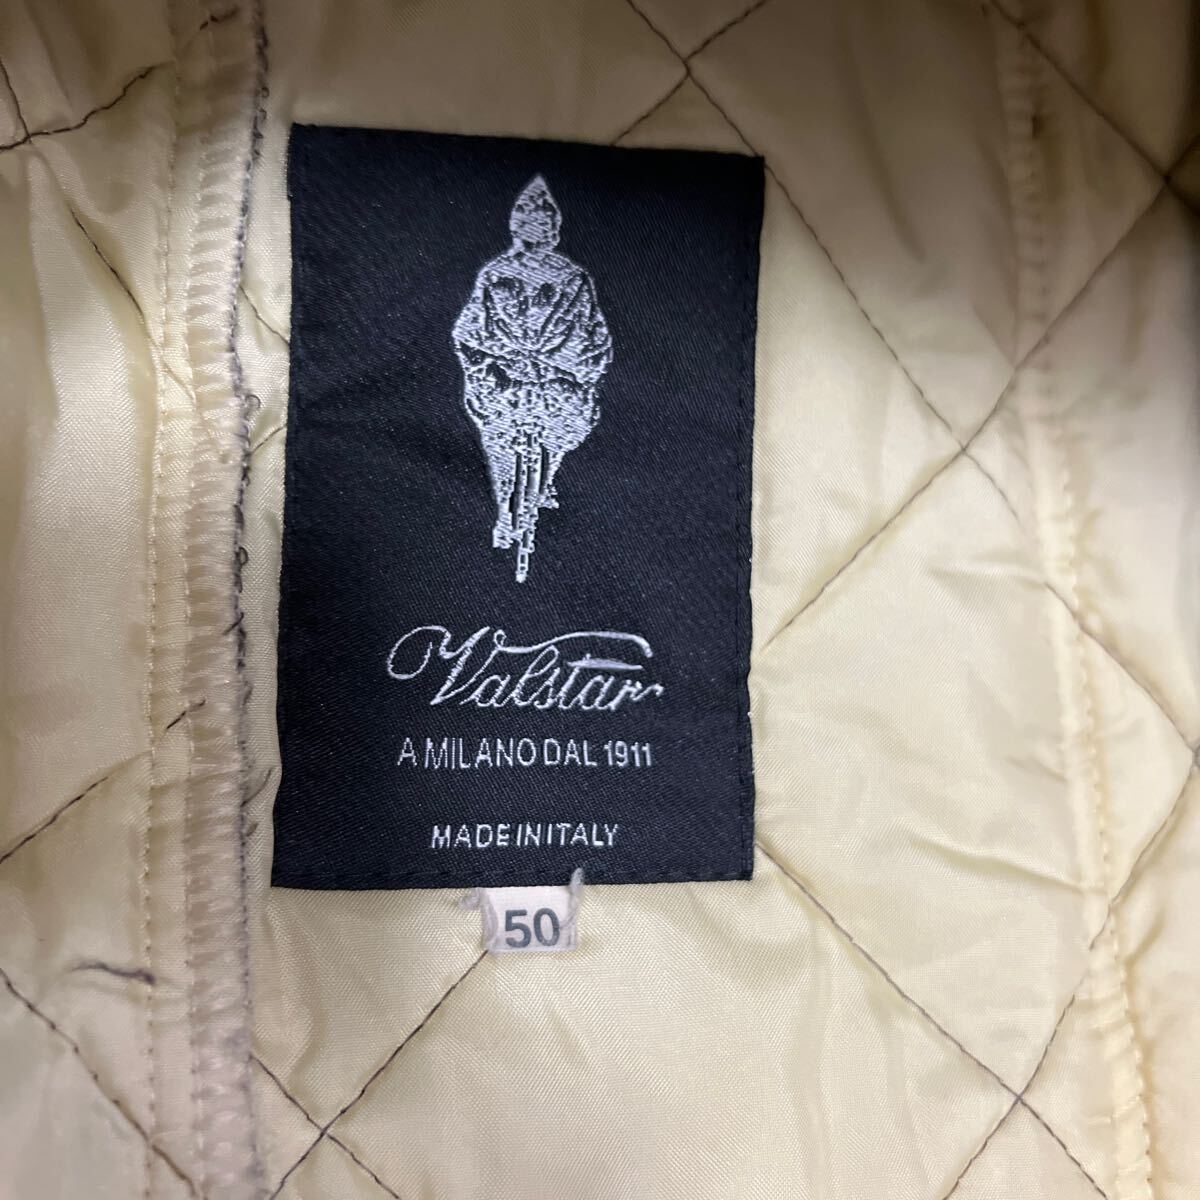 Valstar
A MILANO DAL 1911
MADE IN ITALY
50